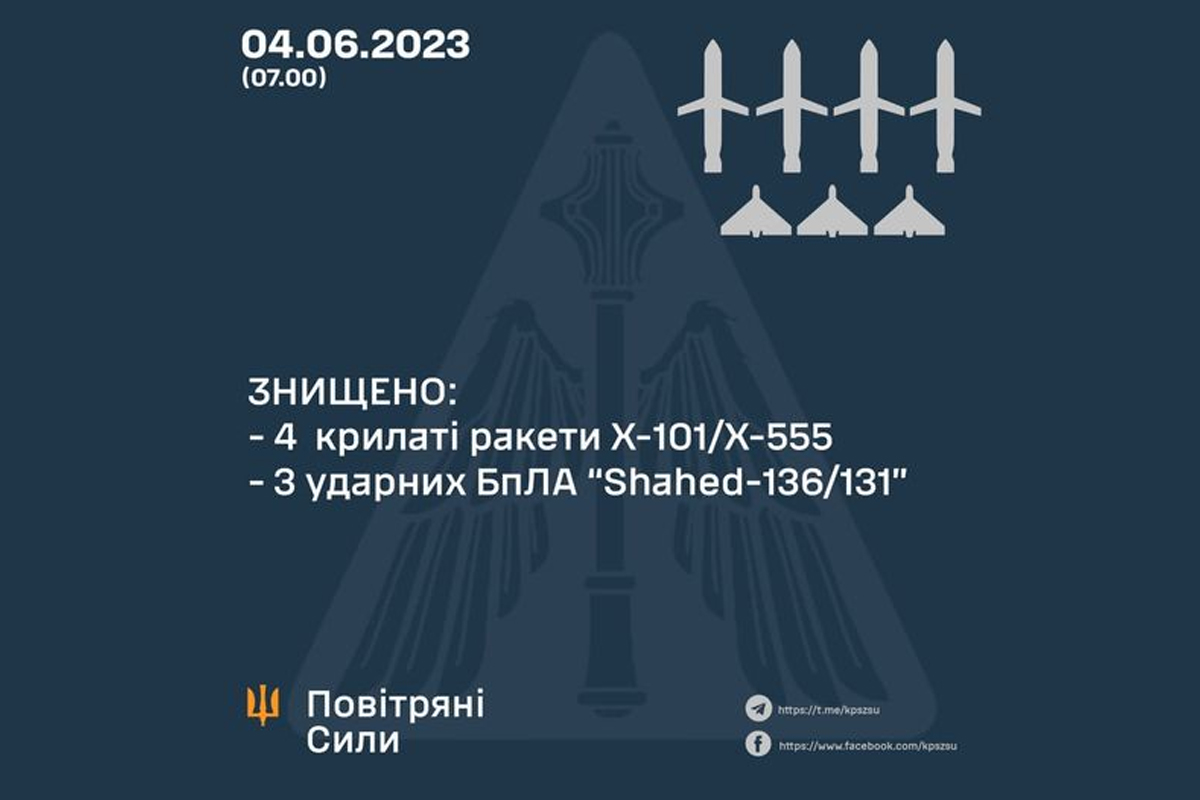 04.06.2023
(07.00)
ЗНИЩЕНО:
- 4 крилаті ракети Х-101/Х-555
- 3 ударних БпЛА “Shahed-136/131”
Повітряні
Сили
https://t.me/kpszsu
https://www.facebook.com/kpszsu